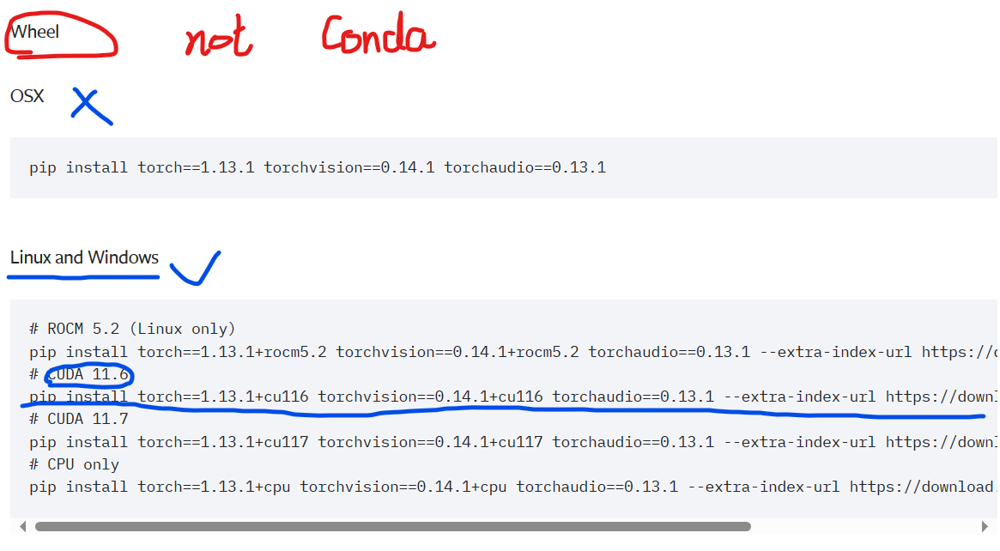 Wheel not Conda
OSX
pip install torch==1.13.1 torchvision==0.14.1 torchaudio==0.13.1
Linux and Windows
# ROCM 5.2 (Linux only)
pip install torch==1.13.1+rocm5.2 torchvision==0.14.1+rocm5.2 torchaudio==0.13.1 --extra-index-url https://d
# CUDA 11.6
pip install torch==1.13.1+cu116 torchvision==0.14.1+cu116 torchaudio==0.13.1 --extra-index-url https://downl
# CUDA 11.7
pip install torch==1.13.1+cu117 torchvision==0.14.1+cu117 torchaudio==0.13.1 --extra-index-url https://downl
# CPU only
pip install torch==1.13.1+cpu torchvision==0.14.1+cpu torchaudio==0.13.1 --extra-index-url https://download.